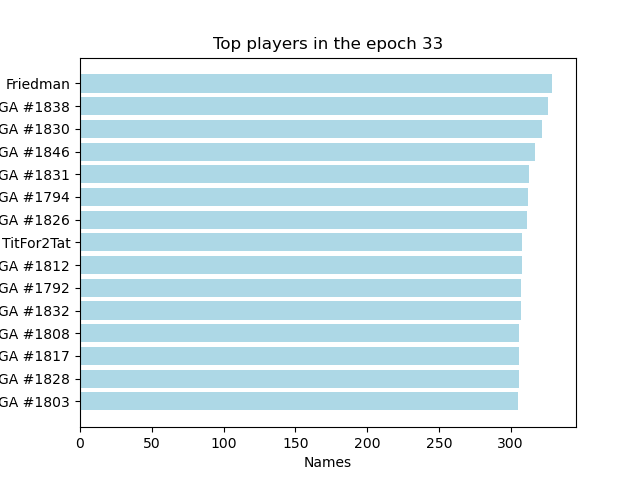 Top players in the epoch 33
Friedman
GA #1838
GA #1830
GA #1846
GA #1831
GA #1794
GA #1826
TitFor2Tat
GA #1812
GA #1792
GA #1832
GA #1808
GA #1817
GA #1828
GA #1803
0 50 100 150 200 250 300
Names